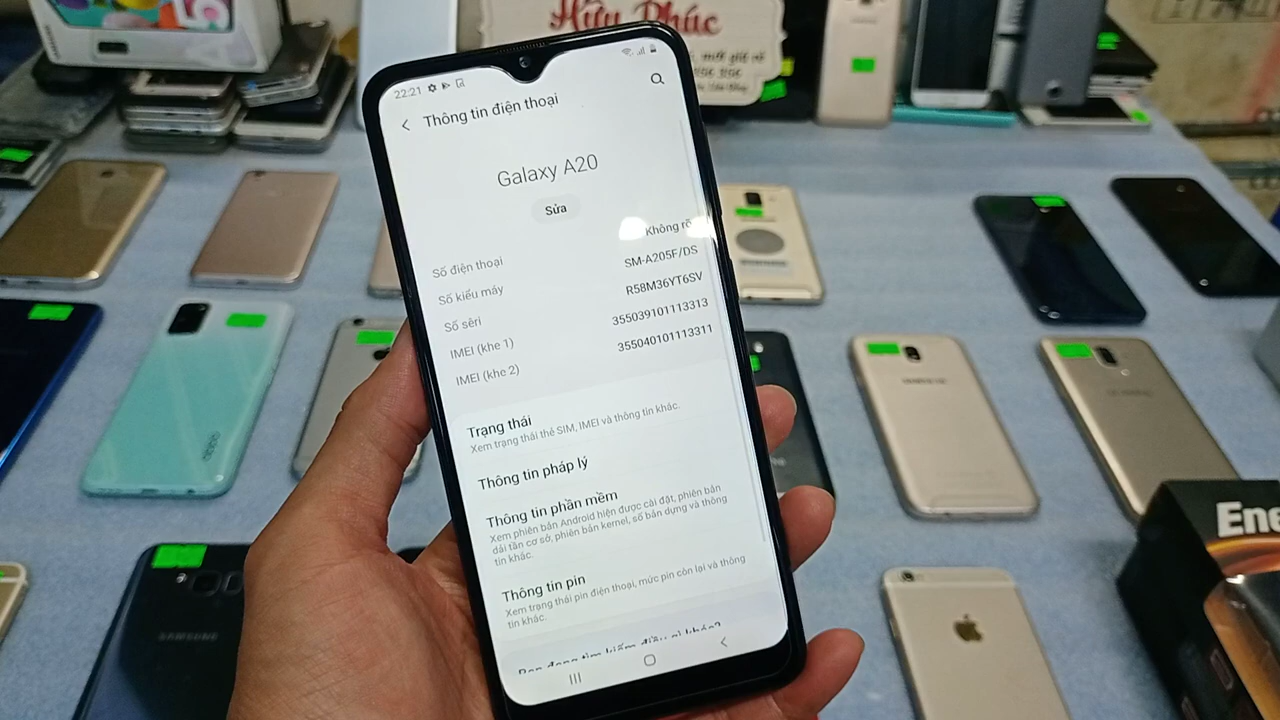 Hữu Phúc
22:21
Thông tin điện thoại
Galaxy A20
Sửa
Số điện thoại
Không rõ
Số kiểu máy
SM-A205F/DS
Số sêri
R58M36YT6SV
IMEI (khe 1)
355039101113313
IMEI (khe 2)
355040101113311
Trạng thái
Xem trạng thái thẻ SIM, IMEI và thông tin khác.
Thông tin pháp lý
Thông tin phần mềm
Xem phiên bản Android hiện được cài đặt, phiên bản
dải tần cơ sở, phiên bản kernel, số bản dựng và thông
tin khác.
Thông tin pin
Xem trạng thái pin điện thoại, mức pin còn lại và thông
tin khác.
oppo
SAMSUNG
Ene